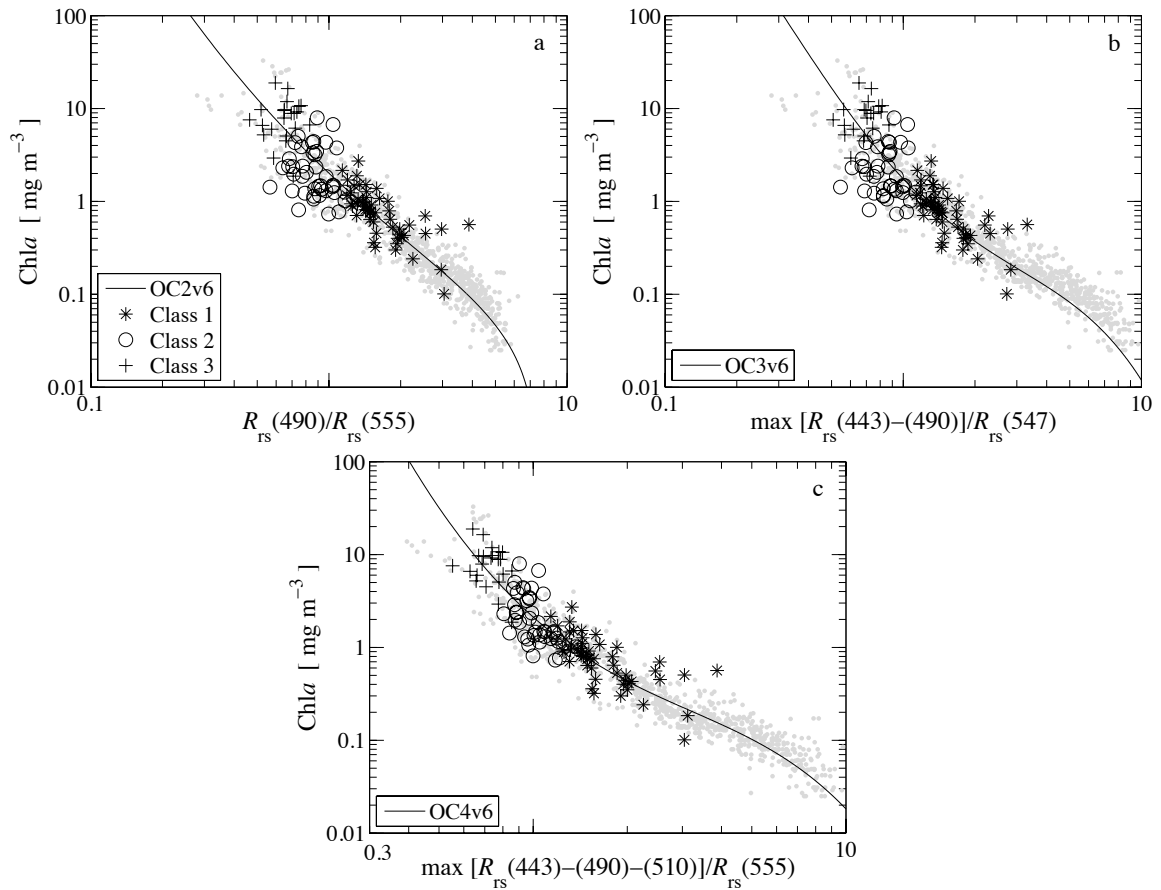 a
100
10
1
0.1
0.01
Chla [ mg m⁻³ ]
OC2v6
Class 1
Class 2
Class 3
0.1
10
Rrs(490)/Rrs(555)
b
100
10
1
0.1
0.01
Chla [ mg m⁻³ ]
OC3v6
0.1
10
max [Rrs(443)−(490)]/Rrs(547)
c
100
10
1
0.1
0.01
Chla [ mg m⁻³ ]
OC4v6
0.3
10
max [Rrs(443)−(490)−(510)]/Rrs(555)